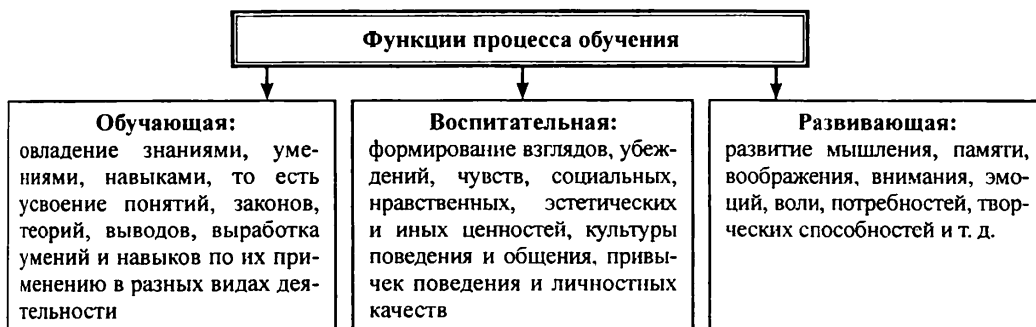 Функции процесса обучения
Обучающая:
овладение знаниями, уме-
ниями, навыками, то есть
усвоение понятий, законов,
теорий, выводов, выработка
умений и навыков по их при-
менению в разных видах дея-
тельности
Воспитательная:
формирование взглядов, убеж-
дений, чувств, социальных,
нравственных, эстетических
и иных ценностей, культуры
поведения и общения, привы-
чек поведения и личностных
качеств
Развивающая:
развитие мышления, памяти,
воображения, внимания, эмо-
ций, воли, потребностей, твор-
ческих способностей и т. д.